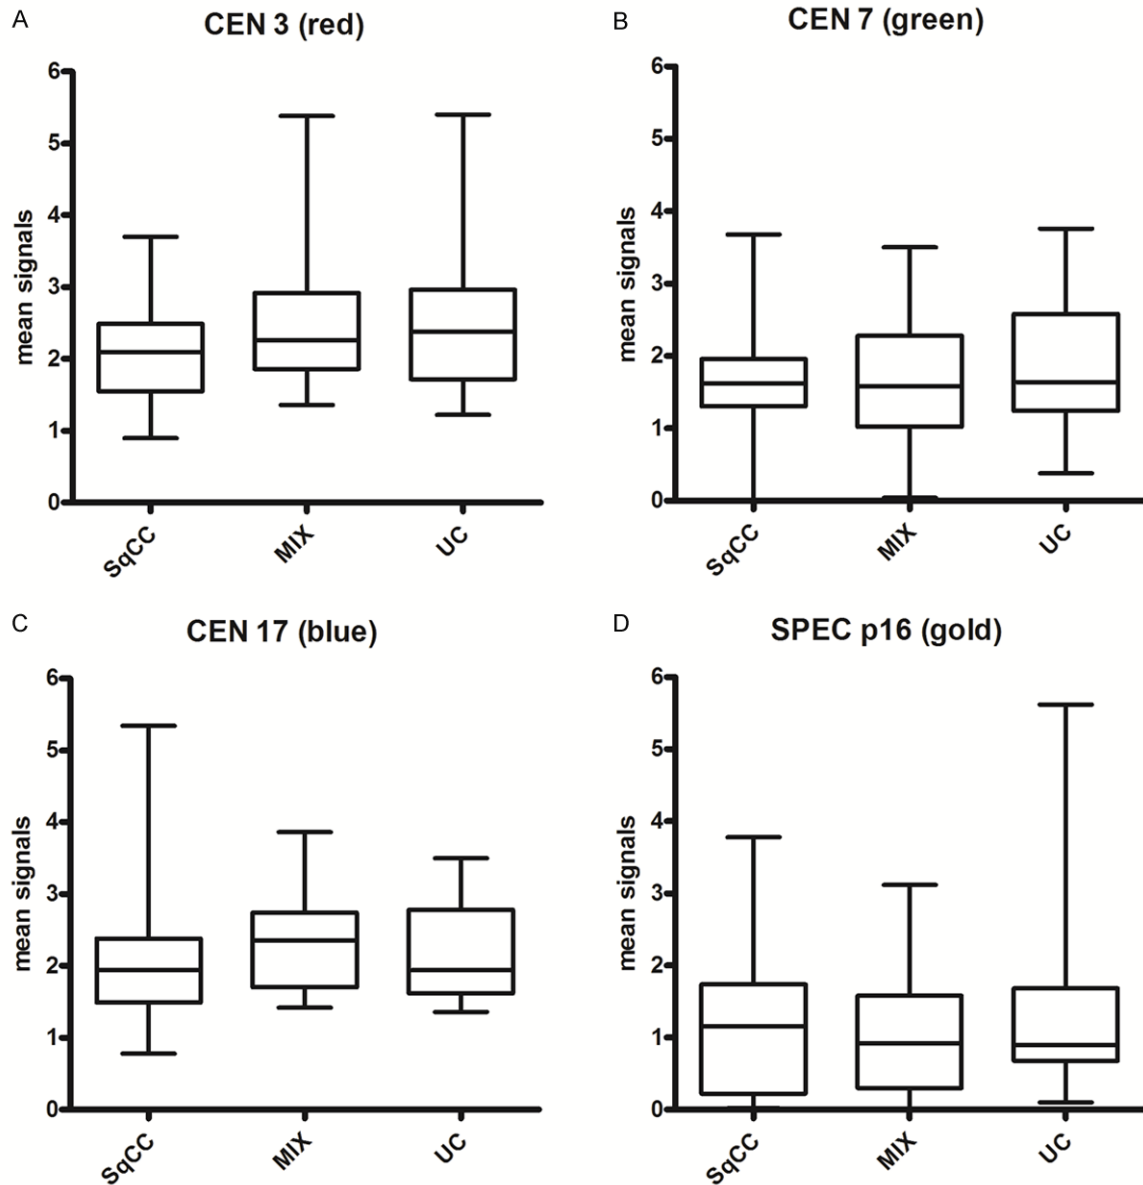 A
CEN 3 (red)
mean signals
6
5
4
3
2
1
0
SqCC
MIX
UC
B
CEN 7 (green)
mean signals
6
5
4
3
2
1
0
SqCC
MIX
UC
C
CEN 17 (blue)
mean signals
6
5
4
3
2
1
0
SqCC
MIX
UC
D
SPEC p16 (gold)
mean signals
6
5
4
3
2
1
0
SqCC
MIX
UC